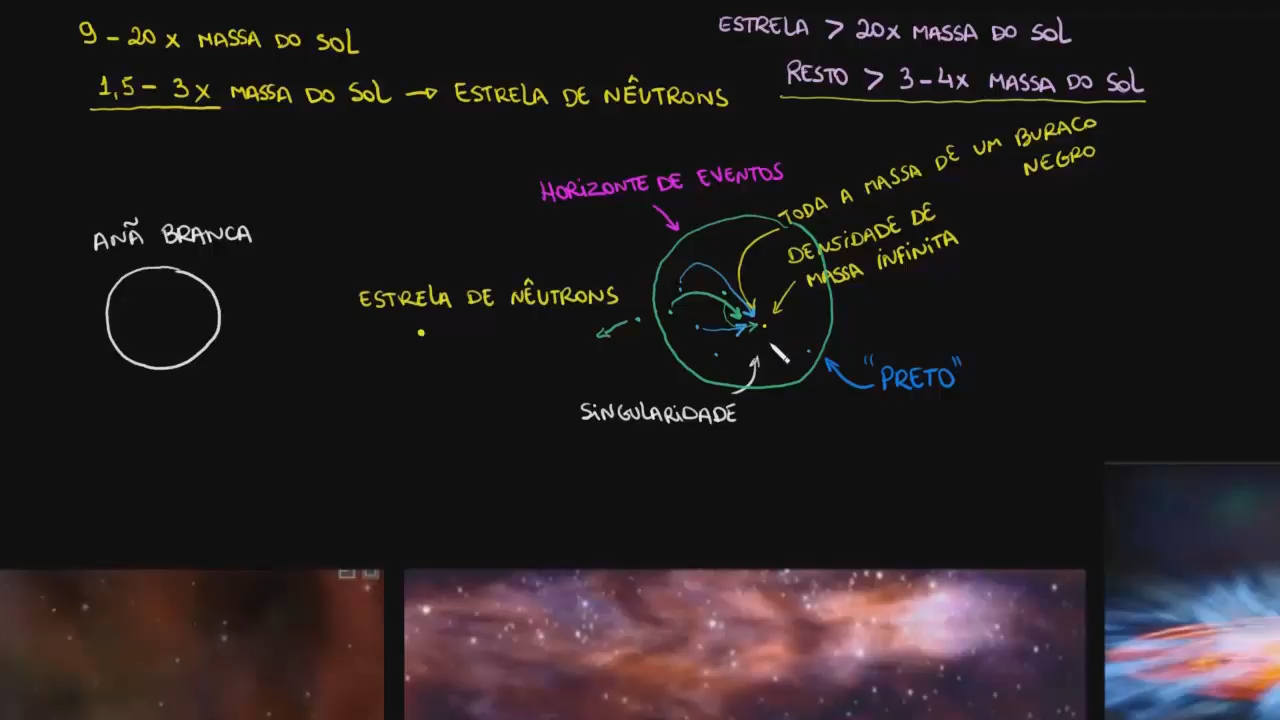 9 - 20 x MASSA DO SOL
1,5 - 3x MASSA DO SOL → ESTRELA DE NÊUTRONS
ESTRELA > 20x MASSA DO SOL
RESTO > 3-4x MASSA DO SOL
HORIZONTE DE EVENTOS
TODA A MASSA DE UM BURACO
NEGRO
DENSIDADE DE
MASSA INFINITA
ANÃ BRANCA
ESTRELA DE NÊUTRONS
"PRETO"
SINGULARIDADE